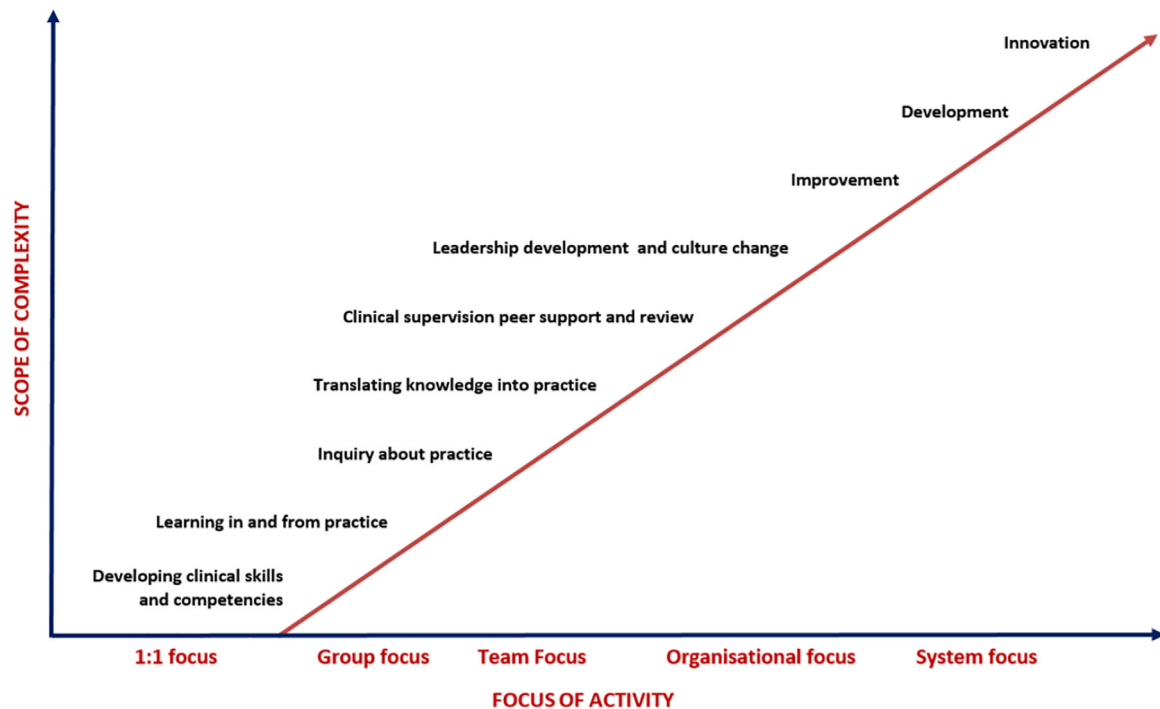 Innovation
Development
Improvement
Leadership development and culture change
Clinical supervision peer support and review
Translating knowledge into practice
Inquiry about practice
Learning in and from practice
Developing clinical skills
and competencies
SCOPE OF COMPLEXITY
1:1 focus
Group focus
Team Focus
Organisational focus
System focus
FOCUS OF ACTIVITY